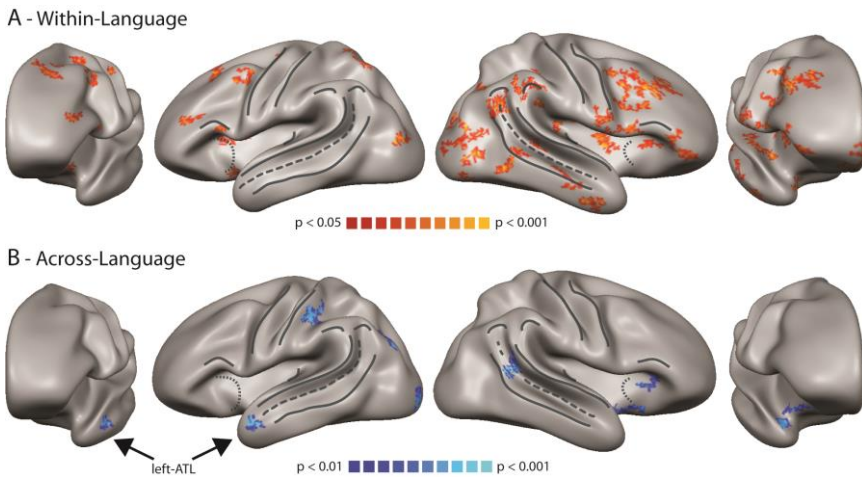 A - Within-Language
p < 0.05 p < 0.001
B - Across-Language
left-ATL
p < 0.01 p < 0.001